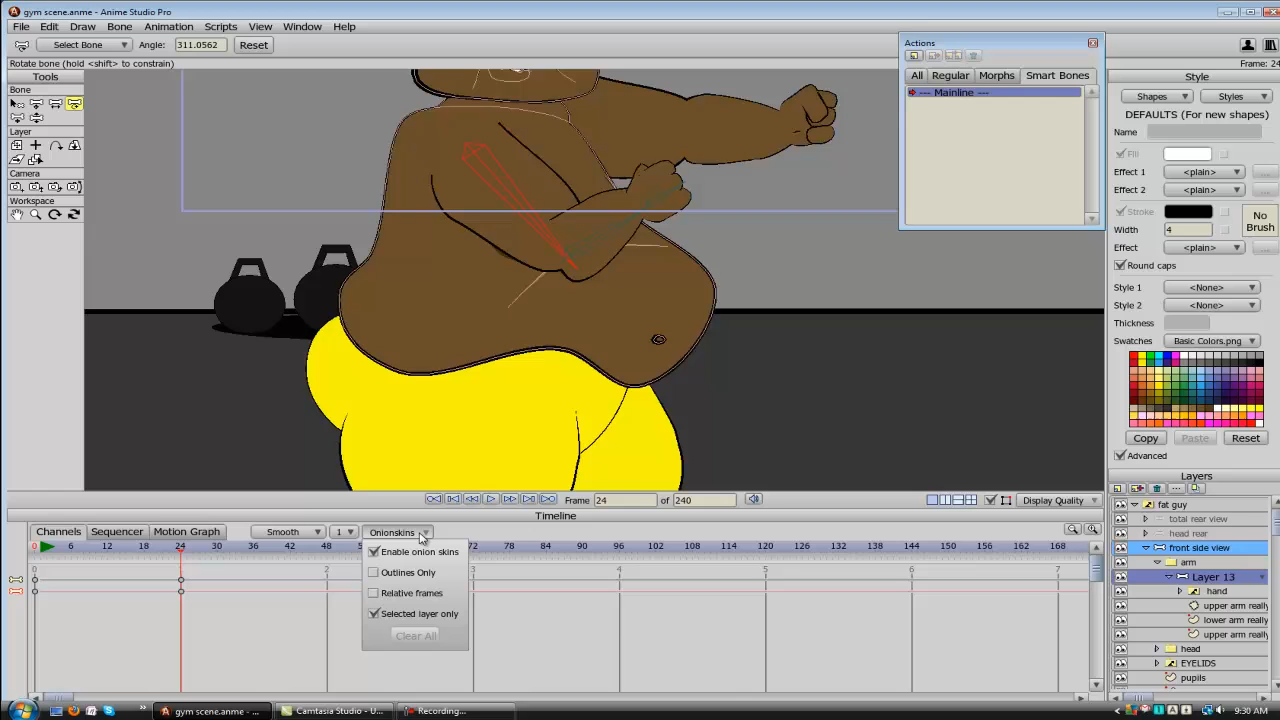 gym scene.anme - Anime Studio Pro
File Edit Draw Bone Animation Scripts View Window Help
Select Bone Angle: 311.0562 Reset
Rotate bone (hold <shift> to constrain) Frame: 24
Tools
Bone
Layer
Camera
Workspace
Actions
All Regular Morphs Smart Bones
--- Mainline ---
Style
Shapes Styles
DEFAULTS (For new shapes)
Name
Fill
Effect 1 <plain>
Effect 2 <plain>
Stroke
Width 4
No Brush
Effect <plain>
Round caps
Style 1 <None>
Style 2 <None>
Thickness
Swatches Basic Colors.png
Copy Paste Reset
Advanced
Layers
fat guy
total rear view
head rear
front side view
arm
Layer 13
hand
upper arm really
lower arm really
upper arm really
head
EYELIDS
pupils
Frame 24 of 240 Display Quality
Timeline
Channels Sequencer Motion Graph Smooth 1 Onionskins
0 6 12 18 24 30 36 42 48 54 72 78 84 90 96 102 108 114 120 126 132 138 144 150 156 162 168
0 1 2 3 4 5 6 7
Enable onion skins
Outlines Only
Relative frames
Selected layer only
Clear All
gym scene.anme - ... Camtasia Studio - U... Recording... 9:30 AM